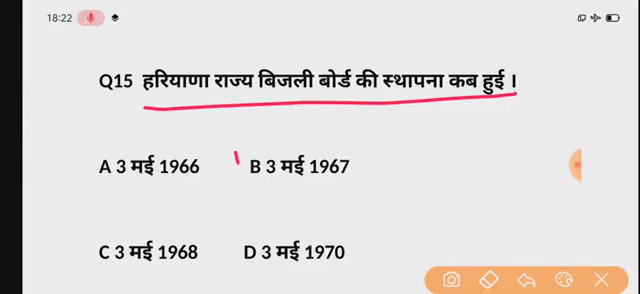 18:22
Q15 हरियाणा राज्य बिजली बोर्ड की स्थापना कब हुई ।
A 3 मई 1966 B 3 मई 1967
C 3 मई 1968 D 3 मई 1970